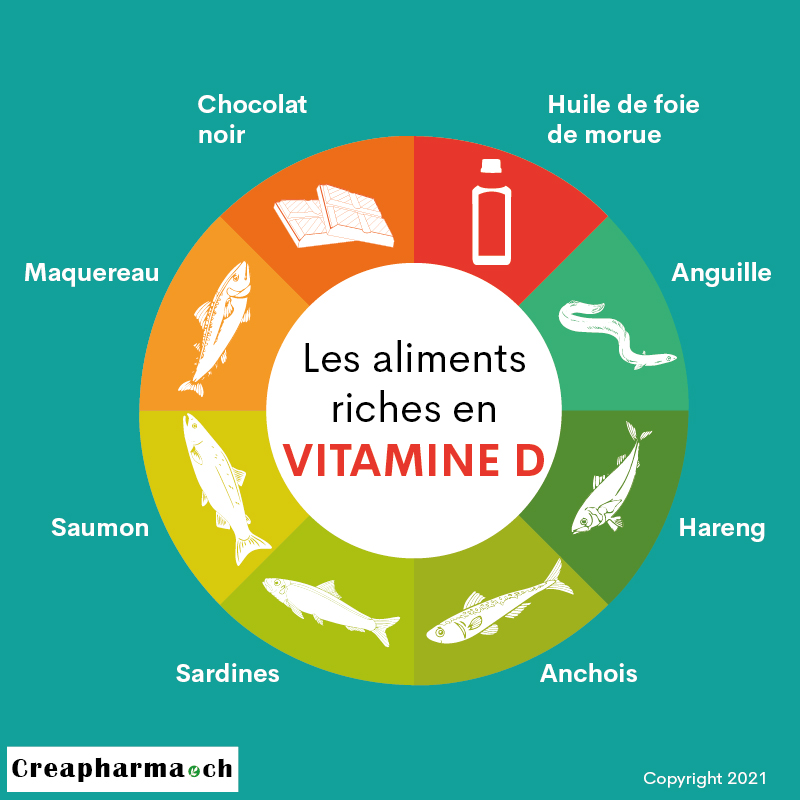 Chocolat
noir
Huile de foie
de morue
Maquereau
Anguille
Les aliments
riches en
VITAMINE D
Saumon
Hareng
Sardines
Anchois
Creapharma.ch
Copyright 2021